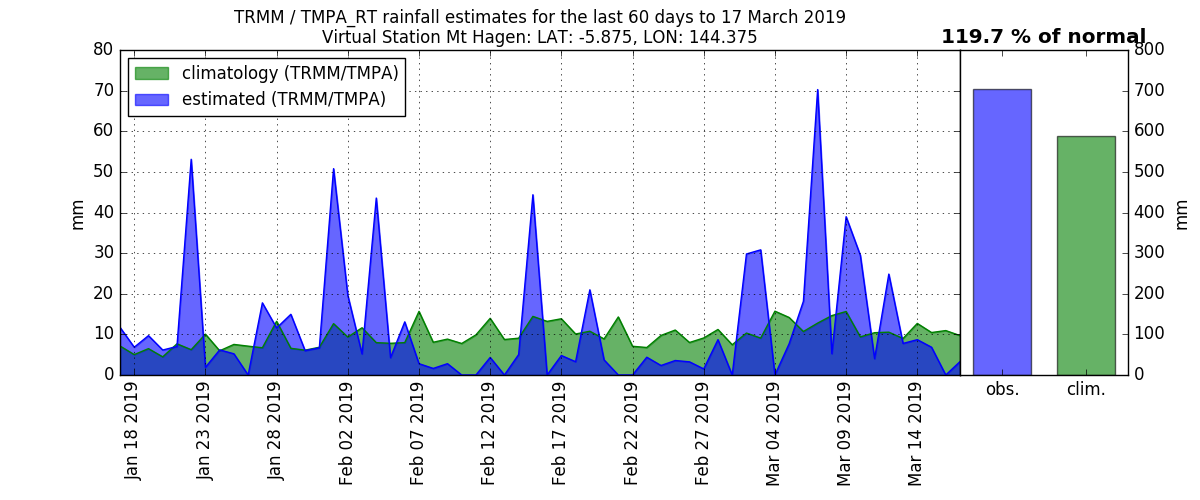 TRMM / TMPA_RT rainfall estimates for the last 60 days to 17 March 2019
Virtual Station Mt Hagen: LAT: -5.875, LON: 144.375
119.7 % of normal
climatology (TRMM/TMPA)
estimated (TRMM/TMPA)
mm
80
70
60
50
40
30
20
10
0
Jan 18 2019
Jan 23 2019
Jan 28 2019
Feb 02 2019
Feb 07 2019
Feb 12 2019
Feb 17 2019
Feb 22 2019
Feb 27 2019
Mar 04 2019
Mar 09 2019
Mar 14 2019
obs.
clim.
800
700
600
500
400
300
200
100
0
mm